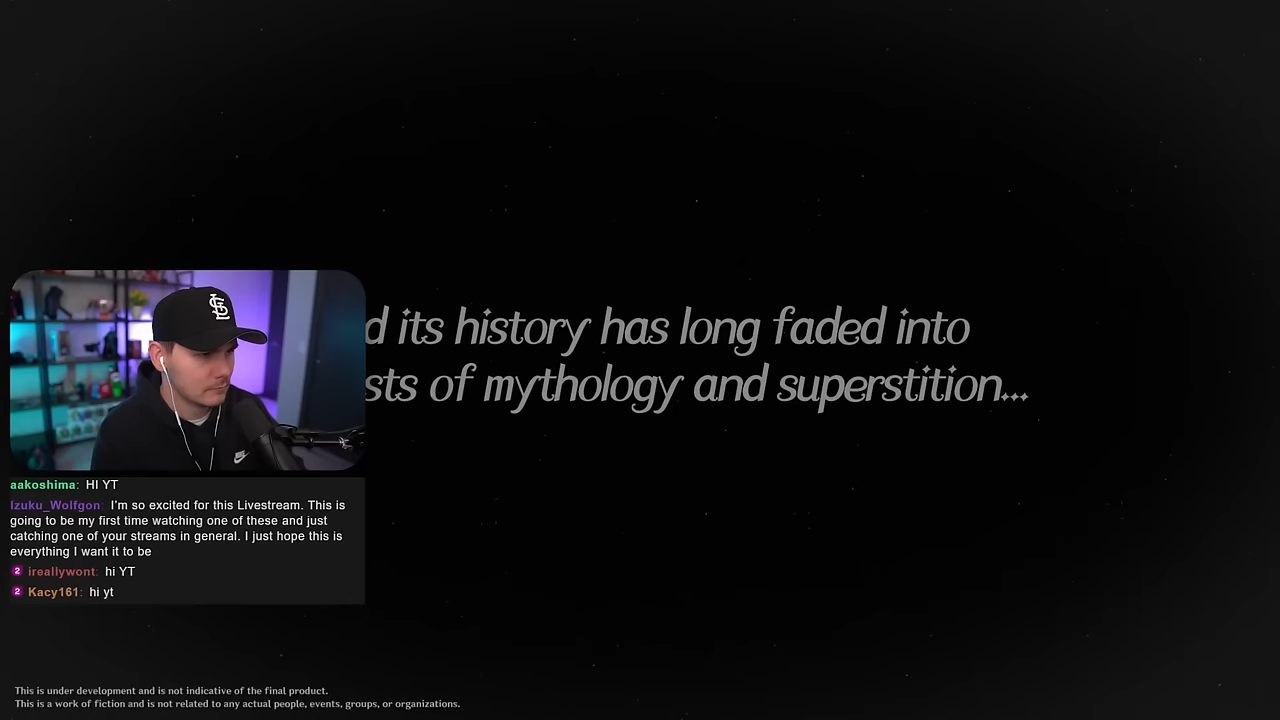 d its history has long faded into
sts of mythology and superstition...
aakoshima: HI YT
Izuku_Wolfgon: I'm so excited for this Livestream. This is
going to be my first time watching one of these and just
catching one of your streams in general. I just hope this is
everything I want it to be
2 ireallywont: hi YT
2 Kacy161: hi yt
This is under development and is not indicative of the final product.
This is a work of fiction and is not related to any actual people, events, groups, or organizations.